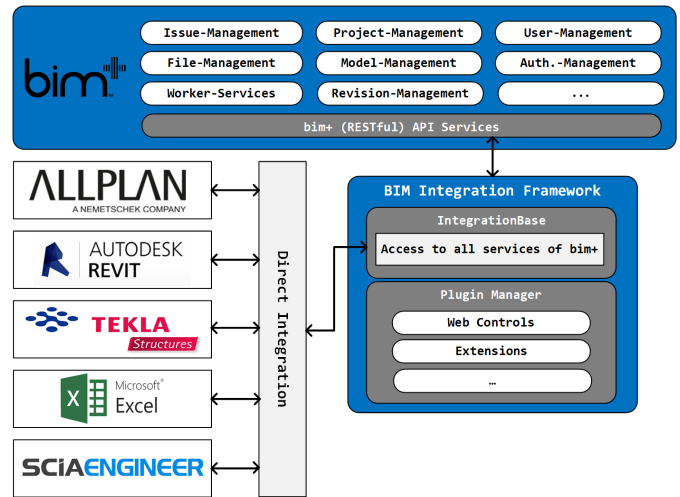 Issue-Management
Project-Management
User-Management
File-Management
Model-Management
Auth.-Management
Worker-Services
Revision-Management
...
bim+
bim+ (RESTful) API Services
ALLPLAN
A NEMETSCHEK COMPANY
AUTODESK
REVIT
TEKLA
Structures
Microsoft®
Excel
SCiAENGINEER
Direct Integration
BIM Integration Framework
IntegrationBase
Access to all services of bim+
Plugin Manager
Web Controls
Extensions
…